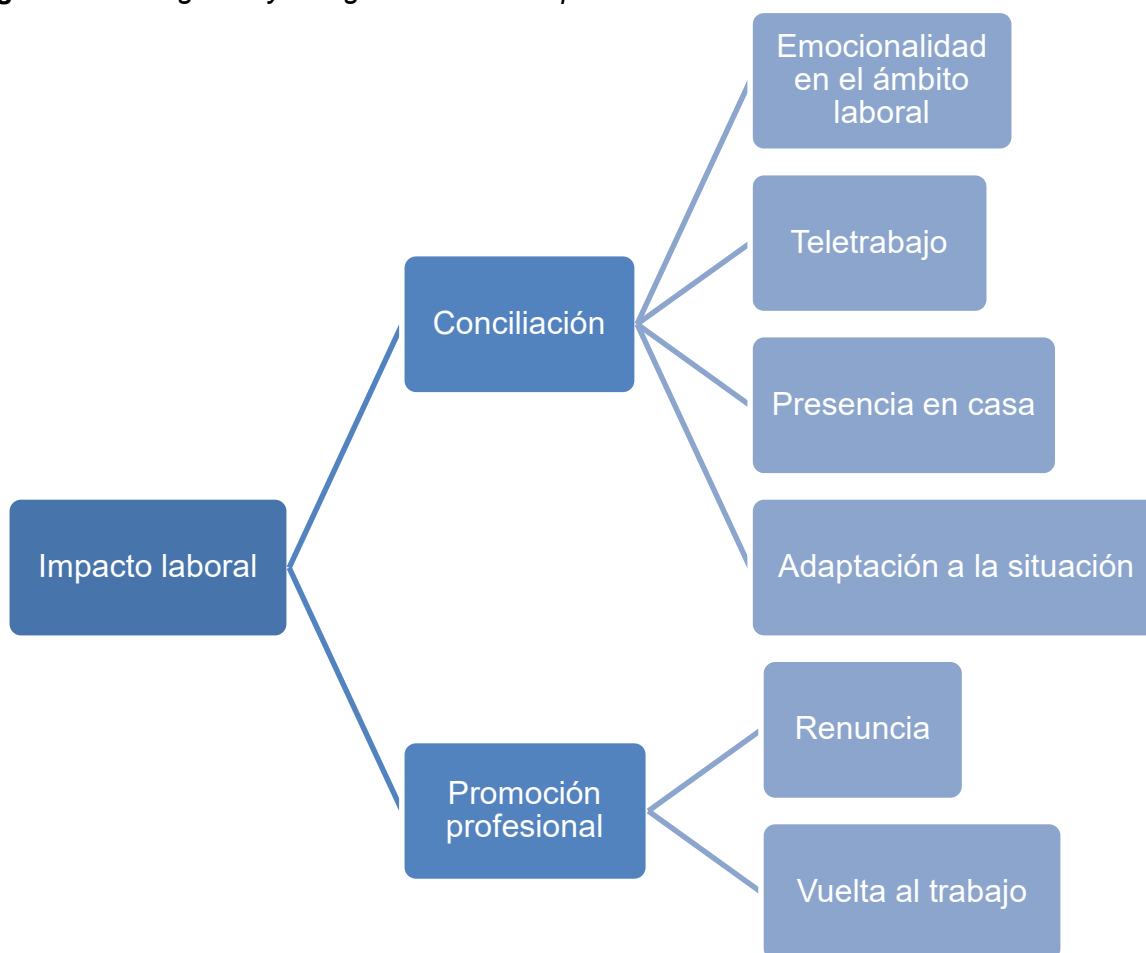 Emocionalidad
en el ámbito
laboral
Teletrabajo
Conciliación
Presencia en casa
Impacto laboral
Adaptación a la situación
Renuncia
Promoción
profesional
Vuelta al trabajo